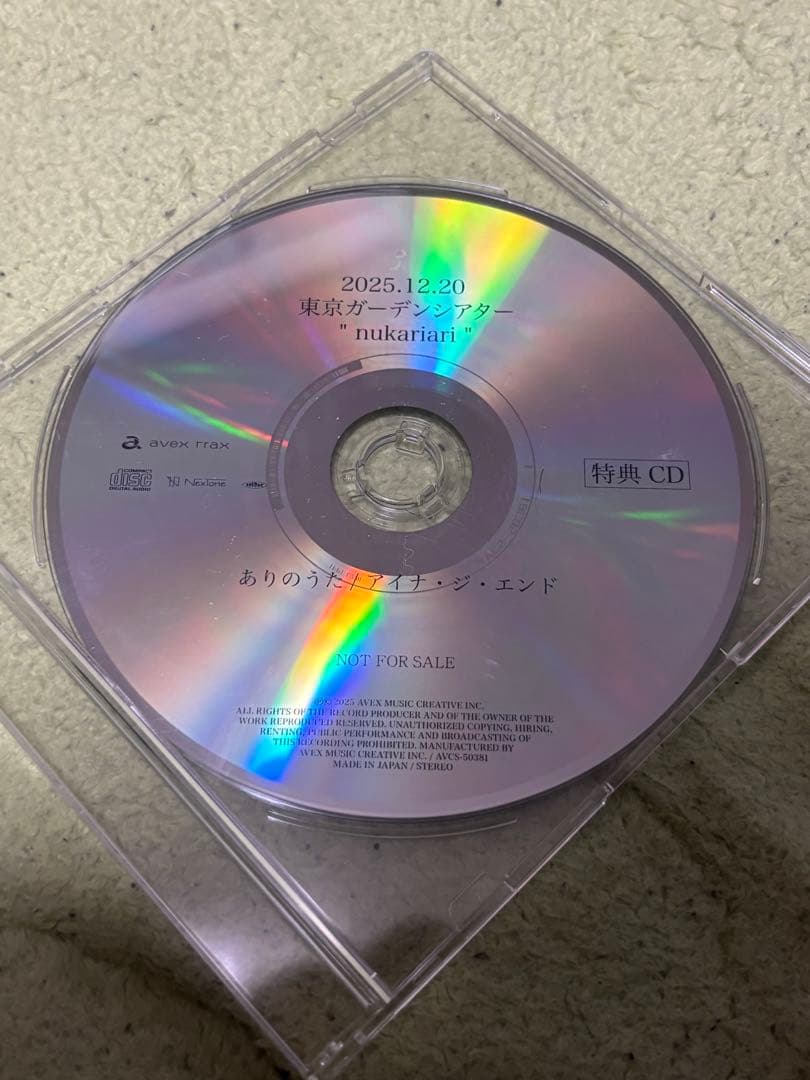 2025.12.20
東京ガーデンシアター
" nukariari "
a avex trax
COMPACT
disc
DIGITAL AUDIO
NexTone
特典 CD
ありのうた / アイナ・ジ・エンド
NOT FOR SALE
℗© 2025 AVEX MUSIC CREATIVE INC.
ALL RIGHTS OF THE RECORD PRODUCER AND OF THE OWNER OF THE
WORK REPRODUCED RESERVED. UNAUTHORIZED COPYING, HIRING,
RENTING, PUBLIC PERFORMANCE AND BROADCASTING OF
THIS RECORDING PROHIBITED. MANUFACTURED BY
AVEX MUSIC CREATIVE INC. / AVCS-50381
MADE IN JAPAN / STEREO